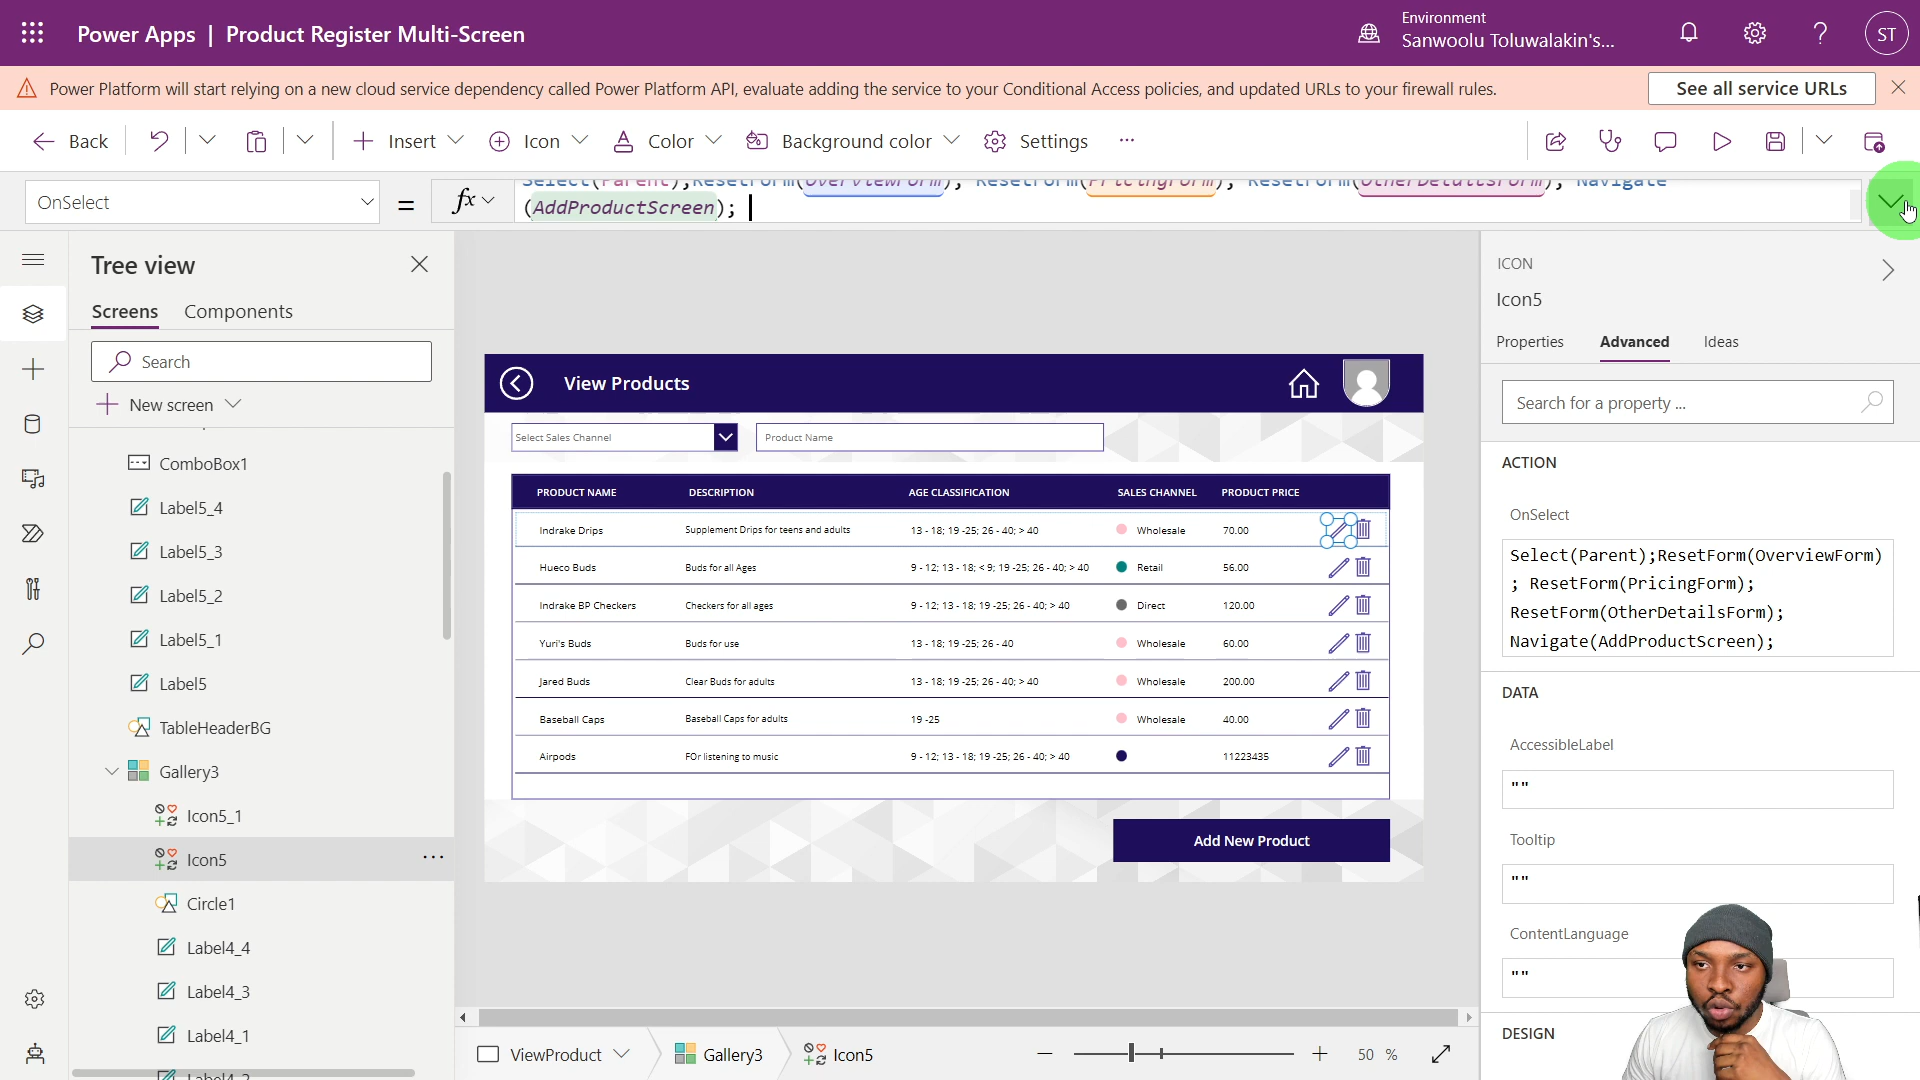 Power Apps | Product Register Multi-Screen
Environment
Sanwoolu Toluwalakin's...
ST
Power Platform will start relying on a new cloud service dependency called Power Platform API, evaluate adding the service to your Conditional Access policies, and updated URLs to your firewall rules.
See all service URLs
Back
Insert
Icon
Color
Background color
Settings
OnSelect
=
fx
Select(Parent);ResetForm(OverviewForm); ResetForm(PricingForm); ResetForm(OtherDetailsForm); Navigate
(AddProductScreen);
Tree view
Screens
Components
Search
New screen
ComboBox1
Label5_4
Label5_3
Label5_2
Label5_1
Label5
TableHeaderBG
Gallery3
Icon5_1
Icon5
Circle1
Label4_4
Label4_3
Label4_1
Label4_2
View Products
Select Sales Channel
Product Name
PRODUCT NAME DESCRIPTION AGE CLASSIFICATION SALES CHANNEL PRODUCT PRICE
Indrake Drips Supplement Drips for teens and adults 13 - 18; 19 -25; 26 - 40; > 40 Wholesale 70.00
Hueco Buds Buds for all Ages 9 - 12; 13 - 18; < 9; 19 -25; 26 - 40; > 40 Retail 56.00
Indrake BP Checkers Checkers for all ages 9 - 12; 13 - 18; 19 -25; 26 - 40; > 40 Direct 120.00
Yuri's Buds Buds for use 13 - 18; 19 -25; 26 - 40 Wholesale 60.00
Jared Buds Clear Buds for adults 13 - 18; 19 -25; 26 - 40; > 40 Wholesale 200.00
Baseball Caps Baseball Caps for adults 19 -25 Wholesale 40.00
Airpods FOr listening to music 9 - 12; 13 - 18; 19 -25; 26 - 40; > 40 11223435
Add New Product
ViewProduct
Gallery3
Icon5
50 %
ICON
Icon5
Properties
Advanced
Ideas
Search for a property ...
ACTION
OnSelect
Select(Parent);ResetForm(OverviewForm)
; ResetForm(PricingForm);
ResetForm(OtherDetailsForm);
Navigate(AddProductScreen);
DATA
AccessibleLabel
""
Tooltip
""
ContentLanguage
""
DESIGN